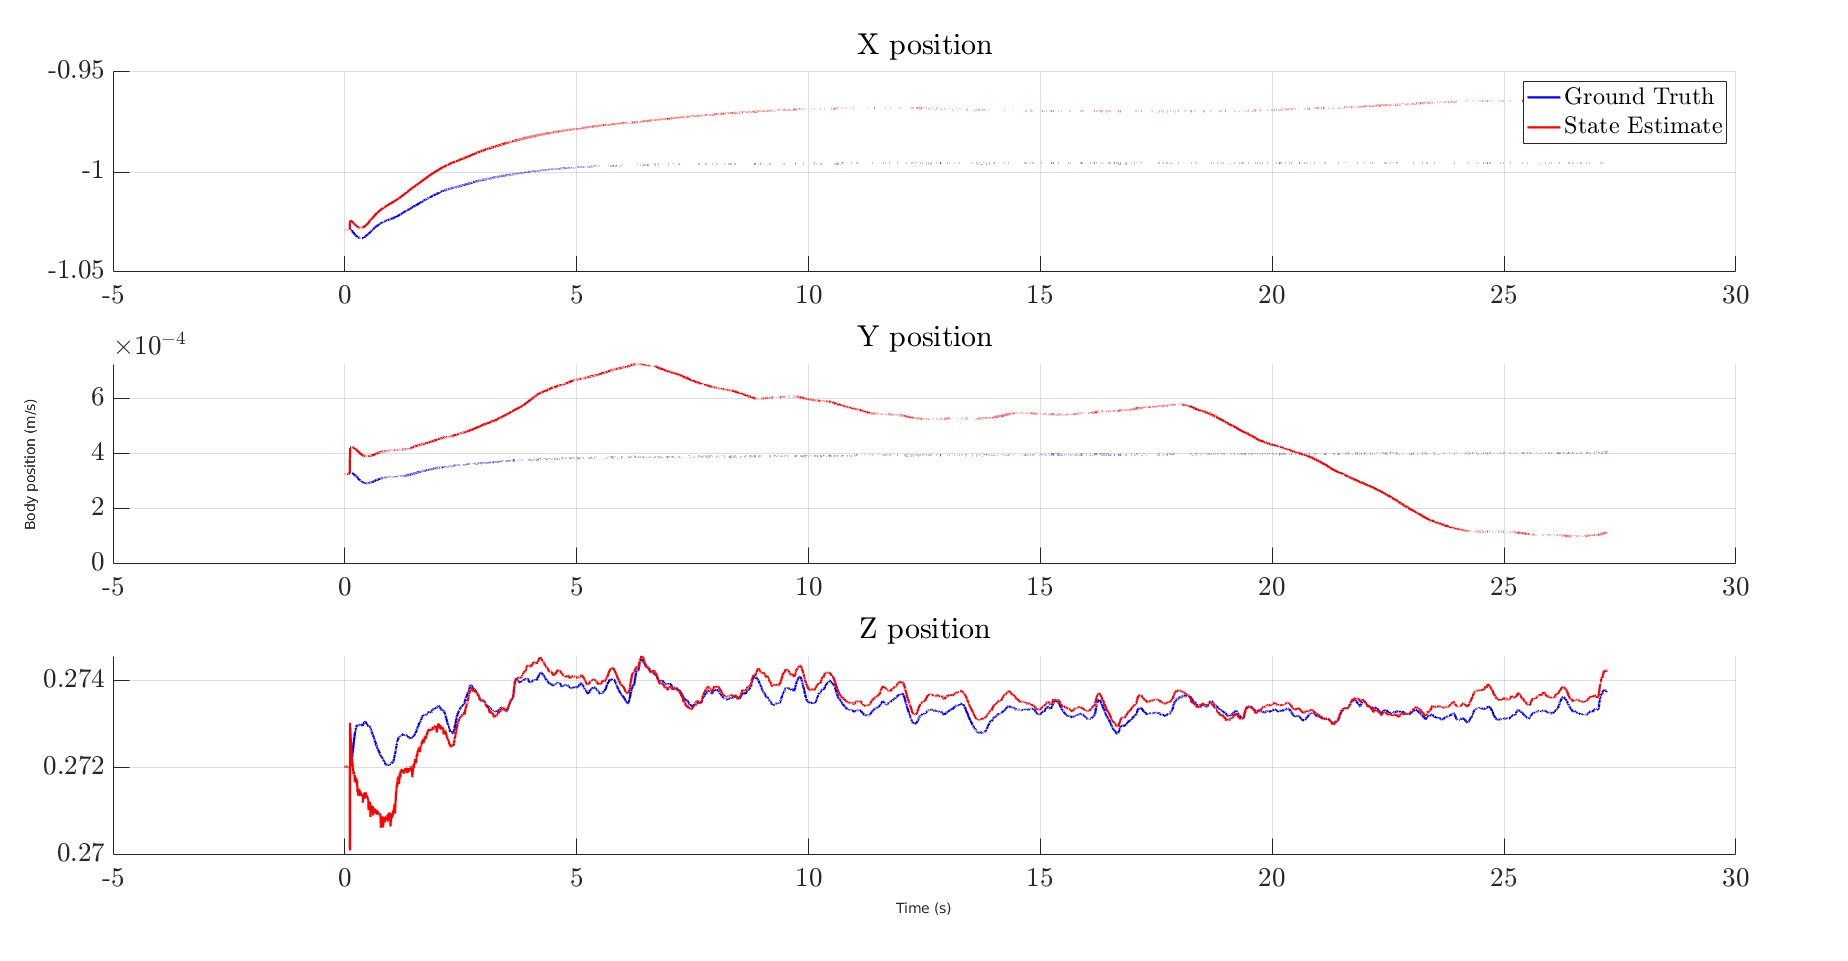 X position
-0.95
-1
-1.05
-5 0 5 10 15 20 25 30
Ground Truth
State Estimate
Y position
×10⁻⁴
6
4
2
0
-5 0 5 10 15 20 25 30
Body position (m/s)
Z position
0.274
0.272
0.27
-5 0 5 10 15 20 25 30
Time (s)